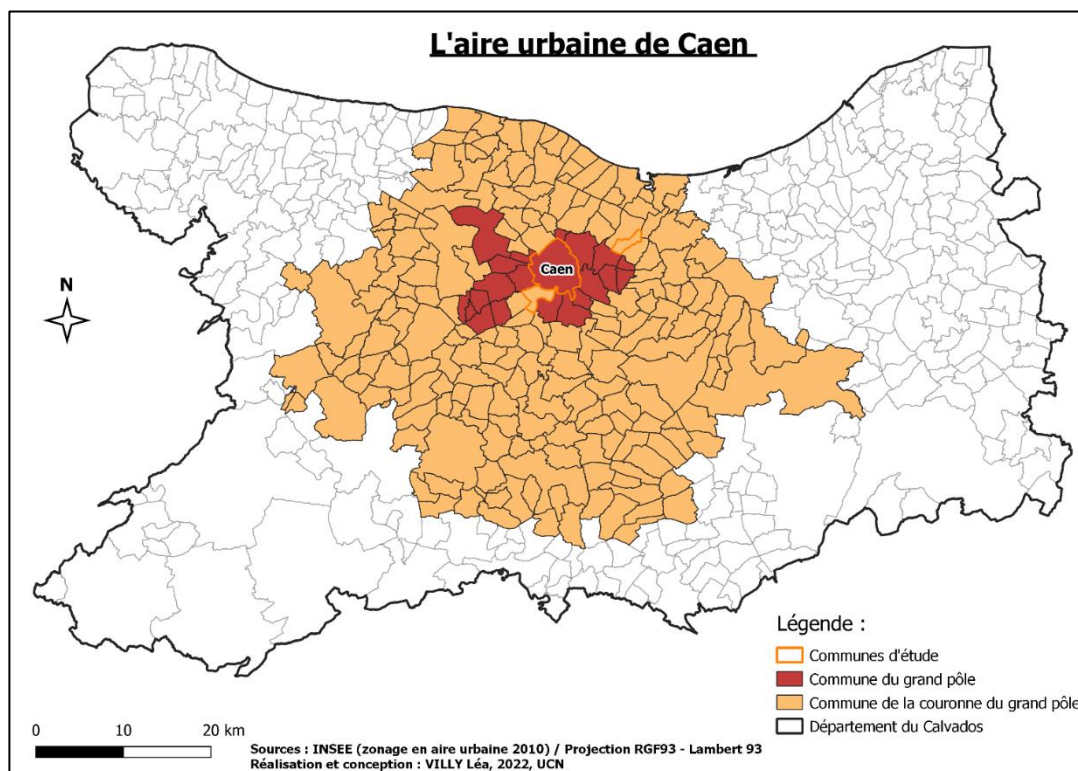 L'aire urbaine de Caen
Caen
N
Légende :
Communes d'étude
Commune du grand pôle
Commune de la couronne du grand pôle
Département du Calvados
0 10 20 km
Sources : INSEE (zonage en aire urbaine 2010) / Projection RGF93 - Lambert 93
Réalisation et conception : VILLY Léa, 2022, UCN